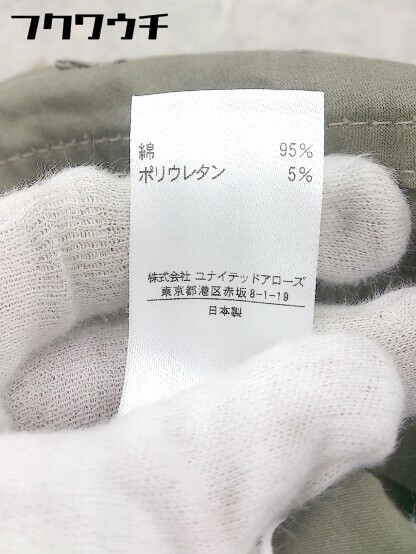 フクワウチ
綿 95%
ポリウレタン 5%
株式会社 ユナイテッドアローズ
東京都港区赤坂8-1-19
日本製